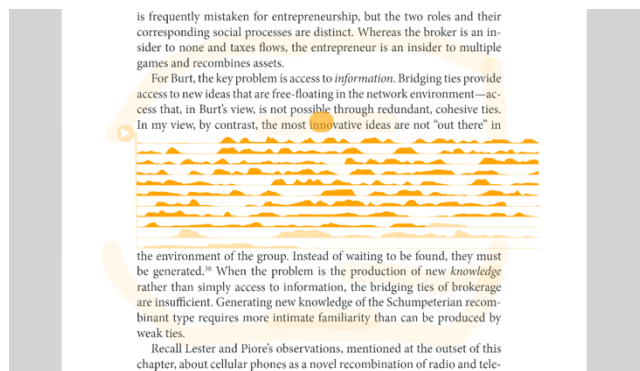 is frequently mistaken for entrepreneurship, but the two roles and their
corresponding social processes are distinct. Whereas the broker is an in-
sider to none and taxes flows, the entrepreneur is an insider to multiple
games and recombines assets.
For Burt, the key problem is access to information. Bridging ties provide
access to new ideas that are free-floating in the network environment—ac-
cess that, in Burt's view, is not possible through redundant, cohesive ties.
In my view, by contrast, the most innovative ideas are not "out there" in
the environment of the group. Instead of waiting to be found, they must
be generated.³⁸ When the problem is the production of new knowledge
rather than simply access to information, the bridging ties of brokerage
are insufficient. Generating new knowledge of the Schumpeterian recom-
binant type requires more intimate familiarity than can be produced by
weak ties.
Recall Lester and Piore's observations, mentioned at the outset of this
chapter, about cellular phones as a novel recombination of radio and tele-